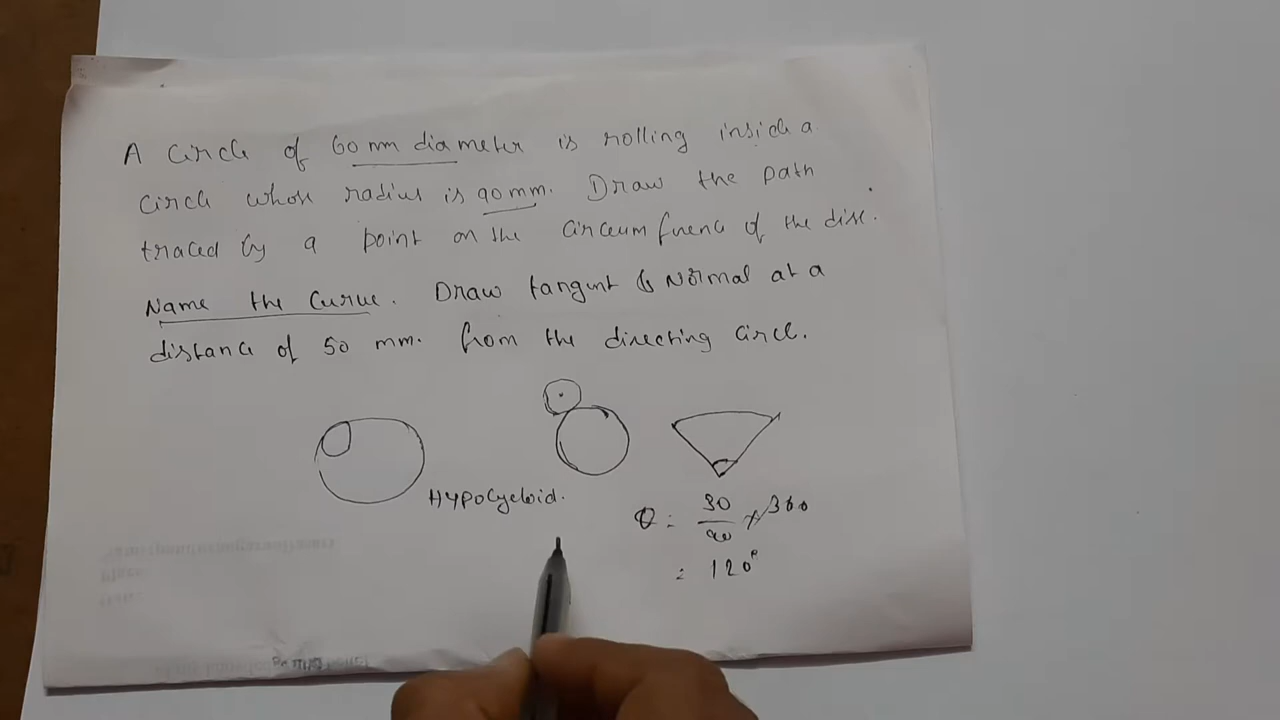 A circle of 60 mm diameter is rolling inside a
circle whose radius is 90mm. Draw the path
traced by a point on the circumference of the disc.
Name the curve. Draw tangent & Normal at a
distance of 50 mm. from the directing circle.
HYPOCycloid.
θ = 30/90 × 360
= 120°